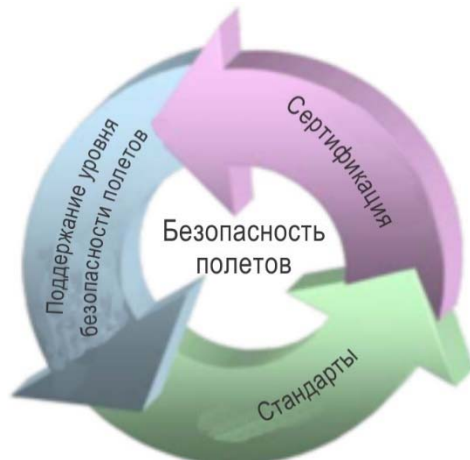 Поддержание уровня
безопасности полетов
Сертификация
Безопасность
полетов
Стандарты